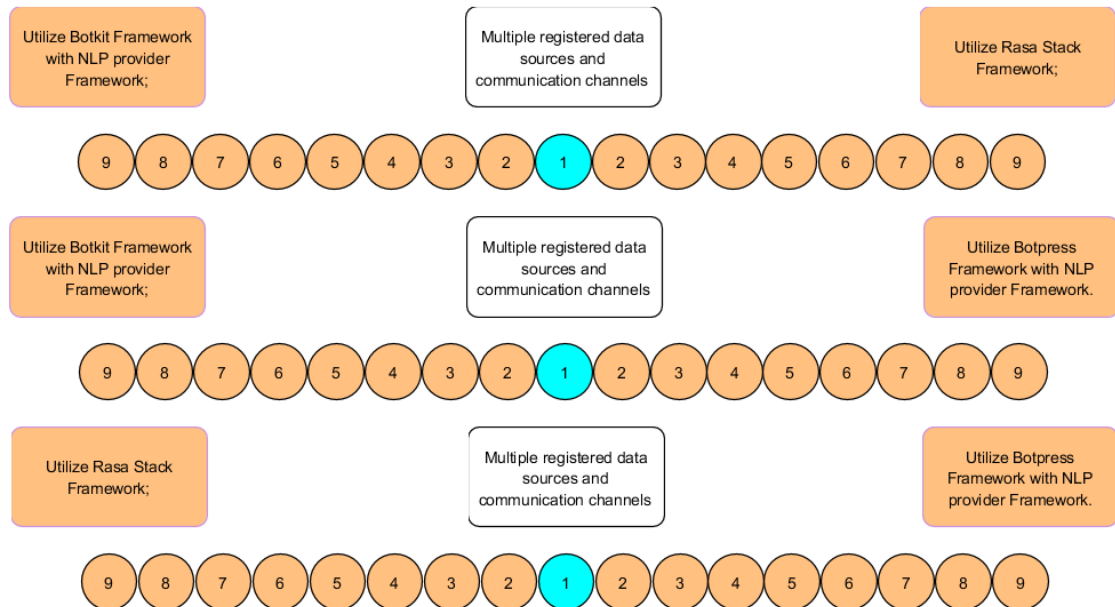 Utilize Botkit Framework
with NLP provider
Framework;
Multiple registered data
sources and
communication channels
Utilize Rasa Stack
Framework;
9 8 7 6 5 4 3 2 1 2 3 4 5 6 7 8 9
Utilize Botkit Framework
with NLP provider
Framework;
Multiple registered data
sources and
communication channels
Utilize Botpress
Framework with NLP
provider Framework.
9 8 7 6 5 4 3 2 1 2 3 4 5 6 7 8 9
Utilize Rasa Stack
Framework;
Multiple registered data
sources and
communication channels
Utilize Botpress
Framework with NLP
provider Framework.
9 8 7 6 5 4 3 2 1 2 3 4 5 6 7 8 9